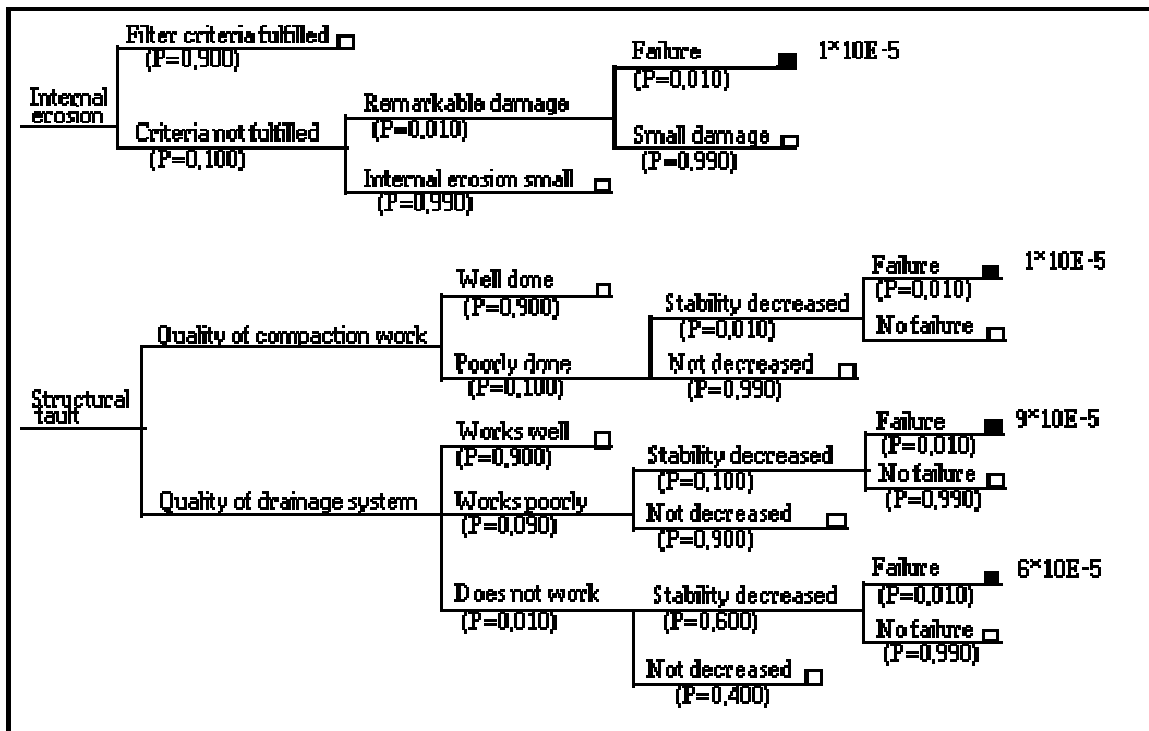 Filter criteria fulfilled
(P=0,900)
Internal
erosion
Criteria not fulfilled
(P=0,100)
Remarkable damage
(P=0,010)
Internal erosion small
(P=0,990)
Failure
(P=0,010)
1*10E-5
Small damage
(P=0,990)
Structural
tault
Quality of compaction work
Well done
(P=0,900)
Poorly done
(P=0,100)
Stability decreased
(P=0,010)
Not decreased
(P=0,990)
Failure
(P=0,010)
1*10E-5
No failure
Quality of drainage system
Works well
(P=0,900)
Works poorly
(P=0,090)
Stability decreased
(P=0,100)
Not decreased
(P=0,900)
Failure
(P=0,010)
9*10E-5
No failure
(P=0,990)
Does not work
(P=0,010)
Stability decreased
(P=0,600)
Not decreased
(P=0,400)
Failure
(P=0,010)
6*10E-5
No failure
(P=0,990)